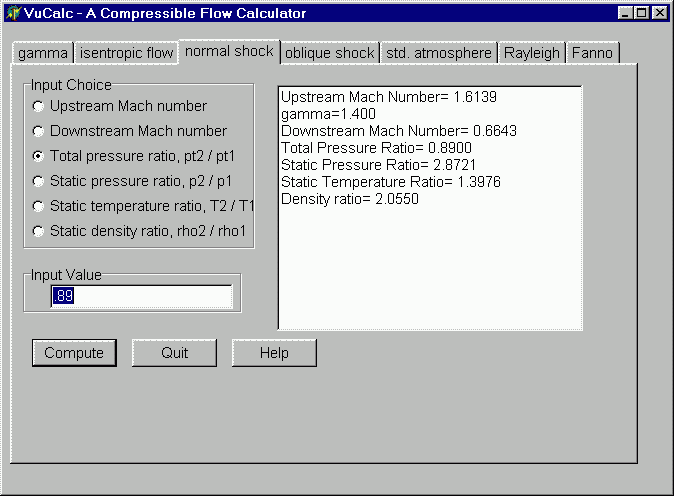 VuCalc - A Compressible Flow Calculator
gamma isentropic flow normal shock oblique shock std. atmosphere Rayleigh Fanno
Input Choice
Upstream Mach number
Downstream Mach number
Total pressure ratio, pt2 / pt1
Static pressure ratio, p2 / p1
Static temperature ratio, T2 / T1
Static density ratio, rho2 / rho1
Input Value
.89
Compute Quit Help
Upstream Mach Number= 1.6139
gamma=1.400
Downstream Mach Number= 0.6643
Total Pressure Ratio= 0.8900
Static Pressure Ratio= 2.8721
Static Temperature Ratio= 1.3976
Density ratio= 2.0550